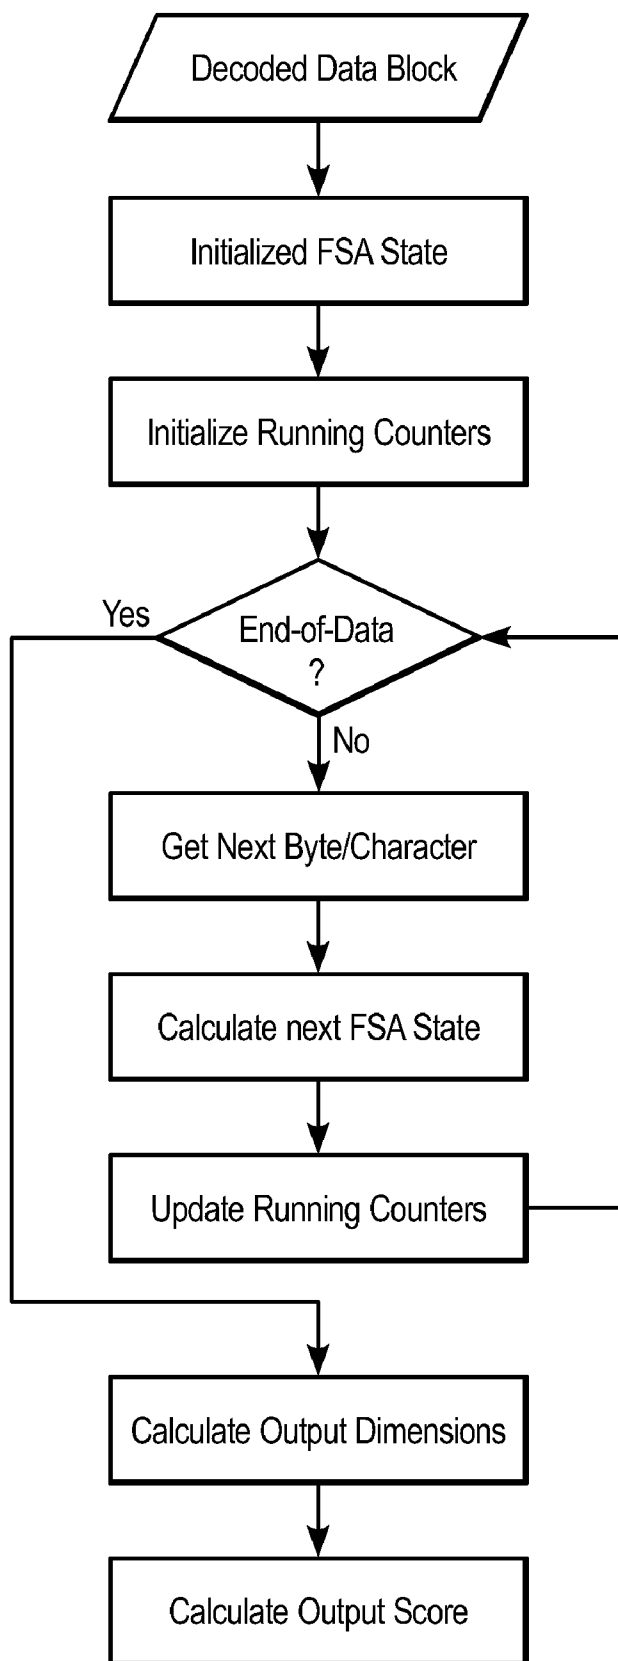 Decoded Data Block
Initialized FSA State
Initialize Running Counters
Yes
End-of-Data
?
No
Get Next Byte/Character
Calculate next FSA State
Update Running Counters
Calculate Output Dimensions
Calculate Output Score